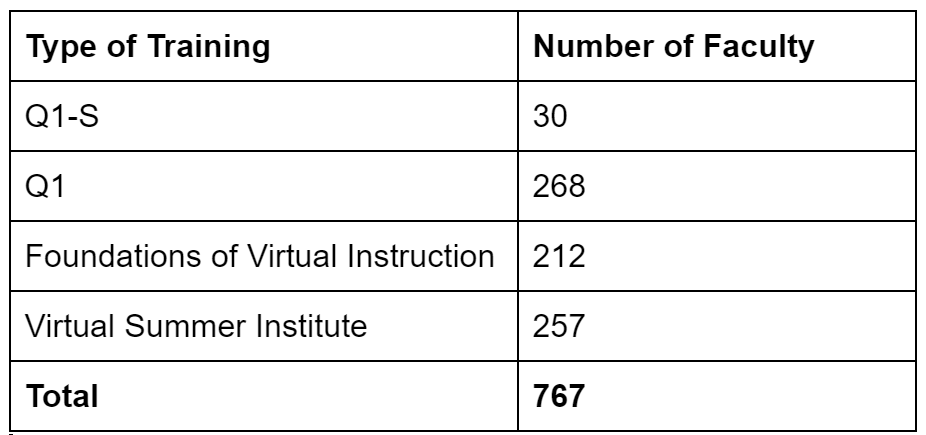 Type of Training Number of Faculty
Q1-S 30
Q1 268
Foundations of Virtual Instruction 212
Virtual Summer Institute 257
Total 767